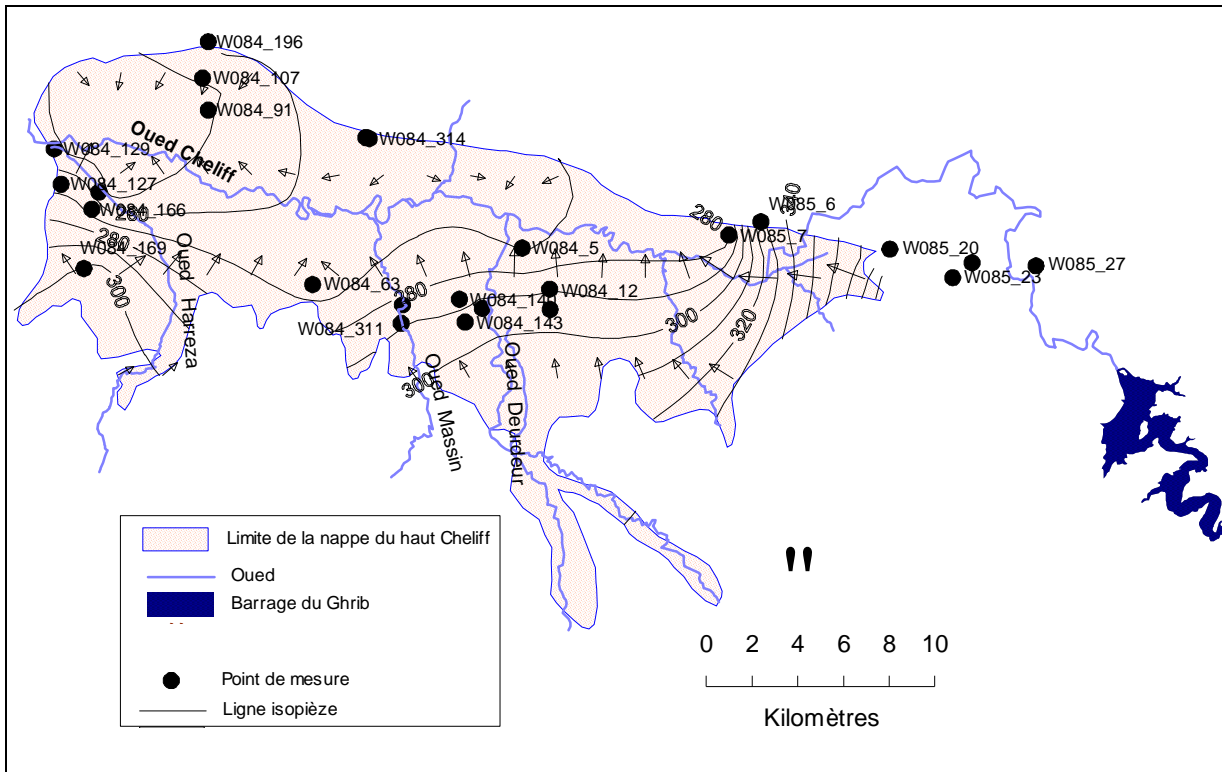 W084_196
W084_107
W084_91
Oued Cheliff
W084_314
W084_129
W084_127
W084_166
280
280
W084_169
300
Oued Harreza
W084_63
280
W084_311
300
Oued Massin
W084_140
W084_143
W084_5
W084_12
Oued Deurdeur
300
320
280
W085_6
W085_7
W085_20
W085_23
W085_27
Limite de la nappe du haut Cheliff
Oued
Barrage du Ghrib
Point de mesure
Ligne isopièze
"
0 2 4 6 8 10
Kilomètres